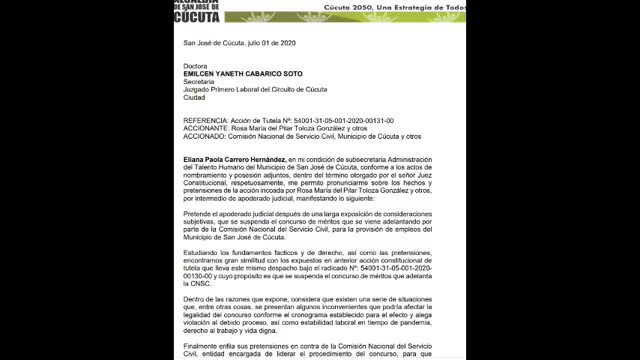 ALCALDÍA
DE SAN JOSÉ DE
CÚCUTA
Cúcuta 2050, Una Estrategia de Todos
San José de Cúcuta, julio 01 de 2020
Doctora
EMILCEN YANETH CABARICO SOTO
Secretaria
Juzgado Primero Laboral del Circuito de Cúcuta
Ciudad
REFERENCIA: Acción de Tutela Nº: 54001-31-05-001-2020-00131-00
ACCIONANTE: Rosa María del Pilar Toloza González y otros
ACCIONADO: Comisión Nacional de Servicio Civil, Municipio de Cúcuta y otros
Eliana Paola Carrero Hernández, en mi condición de subsecretaria Administración
del Talento Humano del Municipio de San José de Cúcuta, conforme a los actos de
nombramiento y posesión adjuntos, dentro del término otorgado por el señor Juez
Constitucional, respetuosamente, me permito pronunciarme sobre los hechos y
pretensiones de la acción incoada por Rosa María del Pilar Toloza González y otros,
por intermedio de apoderado judicial, manifestando lo siguiente:
Pretende el apoderado judicial después de una larga exposición de consideraciones
subjetivas, que se suspenda el concurso de méritos que se viene adelantando por
parte de la Comisión Nacional del Servicio Civil, para la provisión de empleos del
Municipio de San José de Cúcuta.
Estudiando los fundamentos facticos y de derecho, así como las pretensiones,
encontramos gran similitud con los expuestos en anterior acción constitucional de
tutela que lleva este mismo despacho bajo el radicado Nº: 54001-31-05-001-2020-
00130-00 y cuyo propósito es que se suspenda el concurso de méritos que adelanta
la CNSC.
Dentro de las razones que expone, considera que existen una serie de situaciones
que, entre otras cosas, se presentan algunos inconvenientes que podría afectar la
legalidad del concurso conforme el cronograma establecido para el efecto y alega
violación al debido proceso, así como estabilidad laboral en tiempo de pandemia,
derecho al trabajo y vida digna.
Finalmente enfila sus pretensiones en contra de la Comisión Nacional del Servicio
Civil, entidad encargada de liderar el procedimiento del concurso, para que